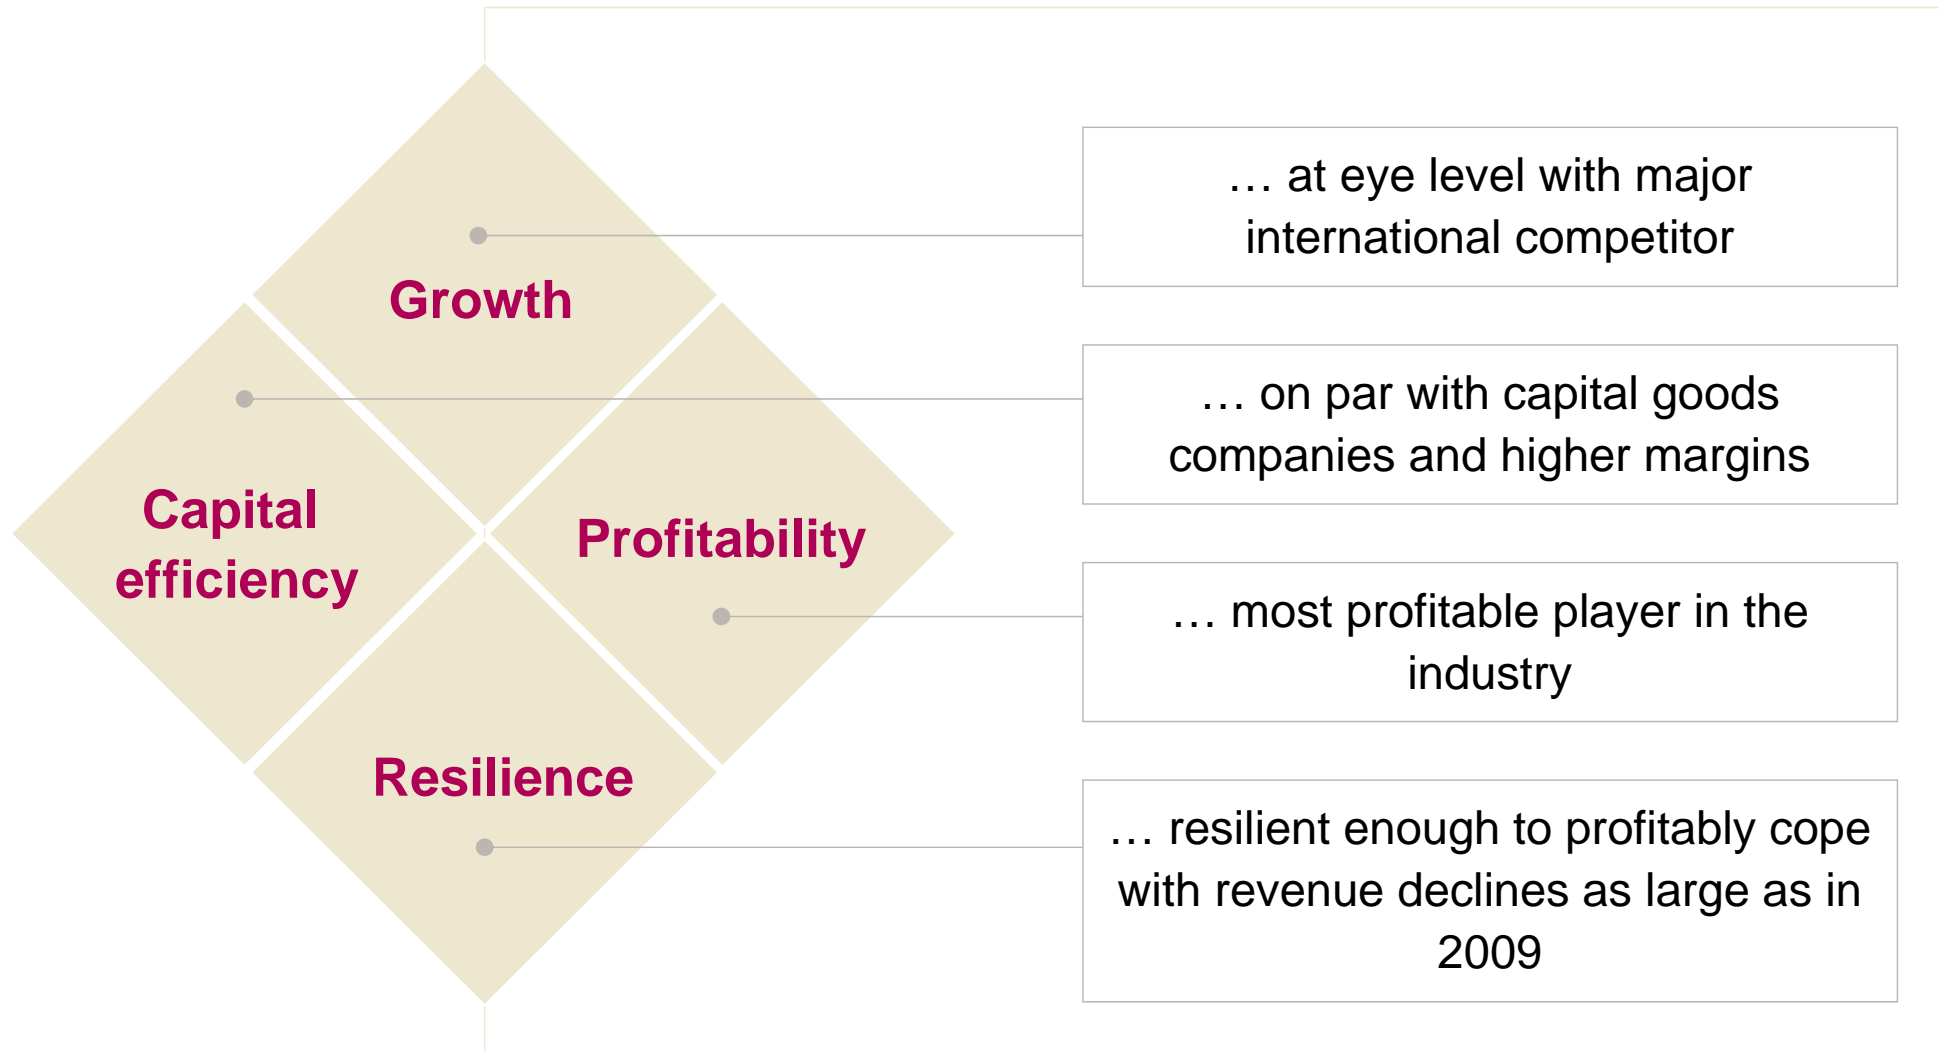 Growth
Capital
efficiency
Profitability
Resilience
… at eye level with major
international competitor
… on par with capital goods
companies and higher margins
… most profitable player in the
industry
… resilient enough to profitably cope
with revenue declines as large as in
2009